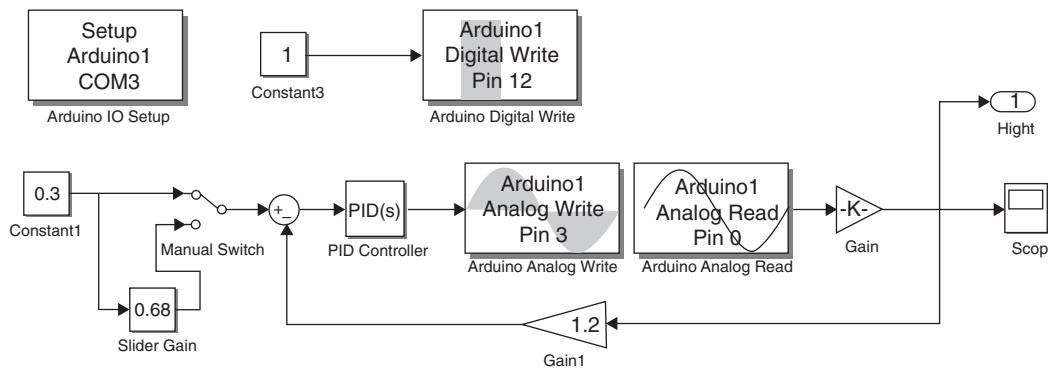 Setup
Arduino1
COM3
Arduino IO Setup
1
Constant3
Arduino1
Digital Write
Pin 12
Arduino Digital Write
1
Hight
0.3
Constant1
Manual Switch
+
_
PID(s)
PID Controller
Arduino1
Analog Write
Pin 3
Arduino Analog Write
Arduino1
Analog Read
Pin 0
Arduino Analog Read
-K-
Gain
Scop
0.68
Slider Gain
1.2
Gain1